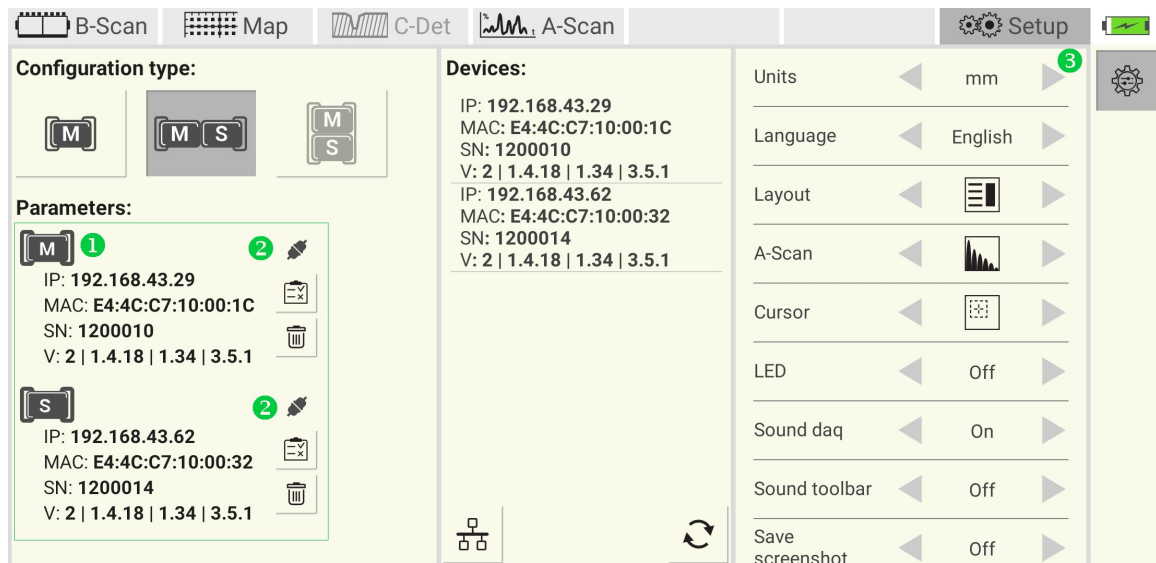 B-Scan
Map
C-Det
A-Scan
Setup
Configuration type:
M
M S
M
S
Parameters:
M 1 2
IP: 192.168.43.29
MAC: E4:4C:C7:10:00:1C
SN: 1200010
V: 2 | 1.4.18 | 1.34 | 3.5.1
S 2
IP: 192.168.43.62
MAC: E4:4C:C7:10:00:32
SN: 1200014
V: 2 | 1.4.18 | 1.34 | 3.5.1
Devices:
IP: 192.168.43.29
MAC: E4:4C:C7:10:00:1C
SN: 1200010
V: 2 | 1.4.18 | 1.34 | 3.5.1
IP: 192.168.43.62
MAC: E4:4C:C7:10:00:32
SN: 1200014
V: 2 | 1.4.18 | 1.34 | 3.5.1
3
Units mm
Language English
Layout
A-Scan
Cursor
LED Off
Sound daq On
Sound toolbar Off
Save
screenshot Off